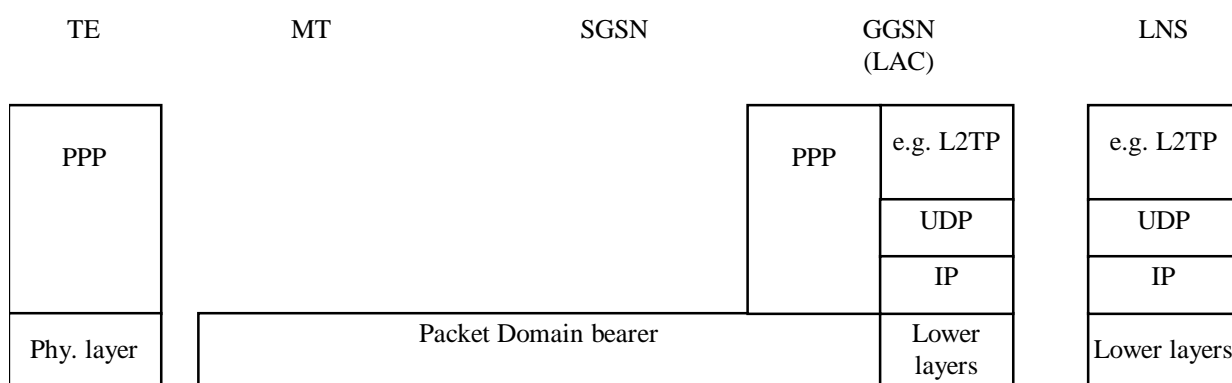 TE MT SGSN GGSN LNS
(LAC)
PPP PPP e.g. L2TP e.g. L2TP
UDP UDP
IP IP
Phy. layer Packet Domain bearer Lower layers Lower layers